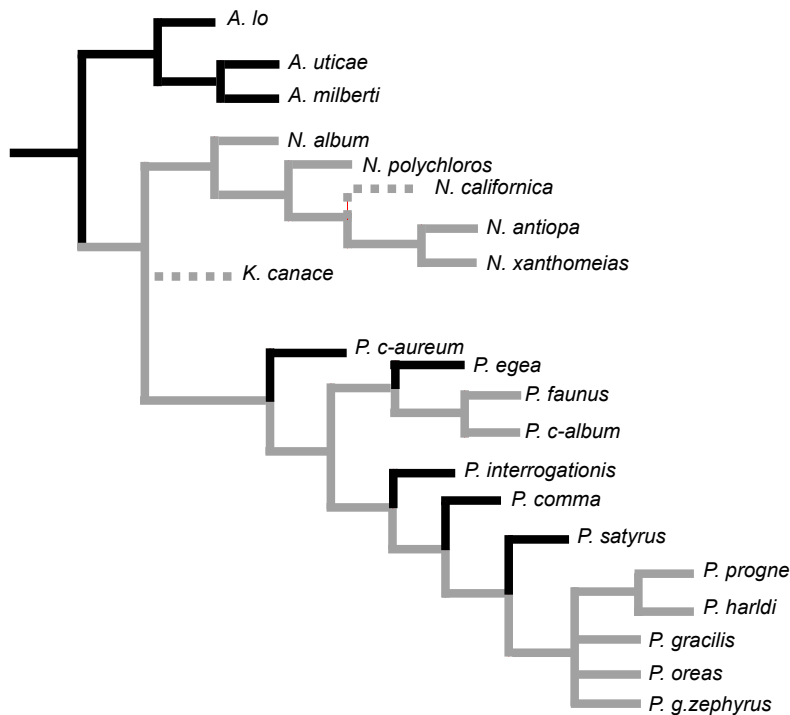 A. lo
A. uticae
A. milberti
N. album
N. polychloros
N. californica
N. antiopa
N. xanthomeias
K. canace
P. c-aureum
P. egea
P. faunus
P. c-album
P. interrogationis
P. comma
P. satyrus
P. progne
P. harldi
P. gracilis
P. oreas
P. g.zephyrus